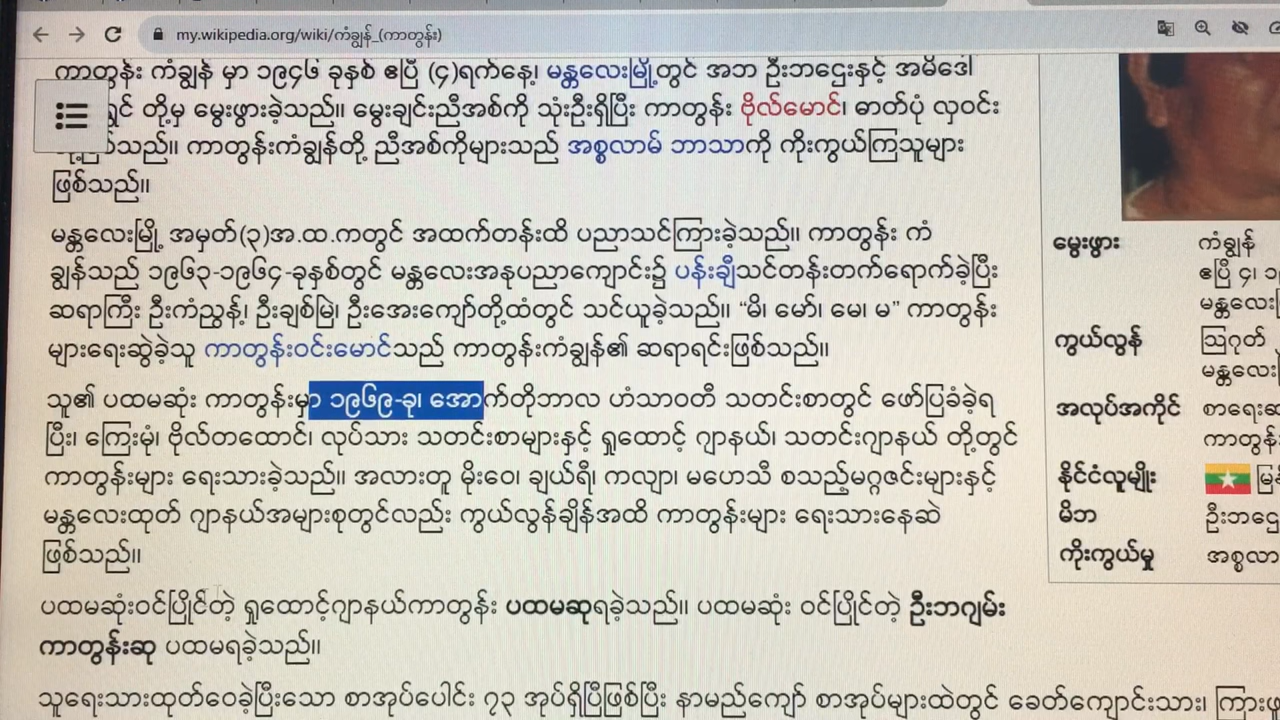 my.wikipedia.org/wiki/ကံချွန်_(ကာတွန်း)
ကာတွန်း ကံချွန် မှာ ၁၉၄၆ ခုနှစ် ဧပြီ (၄)ရက်နေ့၊ မန္တလေးမြို့တွင် အဘ ဦးဘဌေးနှင့် အမိဒေါ်
တို့မှ မွေးဖွားခဲ့သည်။ မွေးချင်းညီအစ်ကို သုံးဦးရှိပြီး ကာတွန်း ဗိုလ်မောင်၊ ဓာတ်ပုံ လှဝင်း
ကာတွန်းကံချွန်တို့ ညီအစ်ကိုများသည် အစ္စလာမ် ဘာသာကို ကိုးကွယ်ကြသူများ
ဖြစ်သည်။
မန္တလေးမြို့ အမှတ်(၃)အ.ထ.ကတွင် အထက်တန်းထိ ပညာသင်ကြားခဲ့သည်။ ကာတွန်း ကံ
ချွန်သည် ၁၉၆၃-၁၉၆၄-ခုနှစ်တွင် မန္တလေးအနုပညာကျောင်း၌ ပန်းချီသင်တန်းတက်ရောက်ခဲ့ပြီး
ဆရာကြီး ဦးကံညွန့်၊ ဦးချစ်မြဲ၊ ဦးအေးကျော်တို့ထံတွင် သင်ယူခဲ့သည်။ “မိ၊ မော်၊ မေ၊ မ” ကာတွန်း
များရေးဆွဲခဲ့သူ ကာတွန်းဝင်းမောင်သည် ကာတွန်းကံချွန်၏ ဆရာရင်းဖြစ်သည်။
သူ၏ ပထမဆုံး ကာတွန်းမှာ ၁၉၆၉-ခု၊ အောက်တိုဘာလ ဟံသာဝတီ သတင်းစာတွင် ဖော်ပြခံခဲ့ရ
ပြီး၊ ကြေးမုံ၊ ဗိုလ်တထောင်၊ လုပ်သား သတင်းစာများနှင့် ရှုထောင့် ဂျာနယ်၊ သတင်းဂျာနယ် တို့တွင်
ကာတွန်းများ ရေးသားခဲ့သည်။ အလားတူ မိုးဝေ၊ ချယ်ရီ၊ ကလျာ၊ မဟေသီ စသည့်မဂ္ဂဇင်းများနှင့်
မန္တလေးထုတ် ဂျာနယ်အများစုတွင်လည်း ကွယ်လွန်ချိန်အထိ ကာတွန်းများ ရေးသားနေဆဲ
ဖြစ်သည်။
ပထမဆုံးဝင်ပြိုင်တဲ့ ရှုထောင့်ဂျာနယ်ကာတွန်း ပထမဆုရခဲ့သည်။ ပထမဆုံး ဝင်ပြိုင်တဲ့ ဦးဘဂျမ်း
ကာတွန်းဆု ပထမရခဲ့သည်။
သူရေးသားထုတ်ဝေခဲ့ပြီးသော စာအုပ်ပေါင်း ၇၃ အုပ်ရှိပြီဖြစ်ပြီး နာမည်ကျော် စာအုပ်များထဲတွင် ခေတ်ကျောင်းသား၊
မွေးဖွား ကံချွန်
ဧပြီ ၄၊
ကွယ်လွန် ဩဂုတ်
အလုပ်အကိုင်
နိုင်ငံလူမျိုး
မိဘ ဦးဘဌေ
ကိုးကွယ်မှု အစ္စလာ